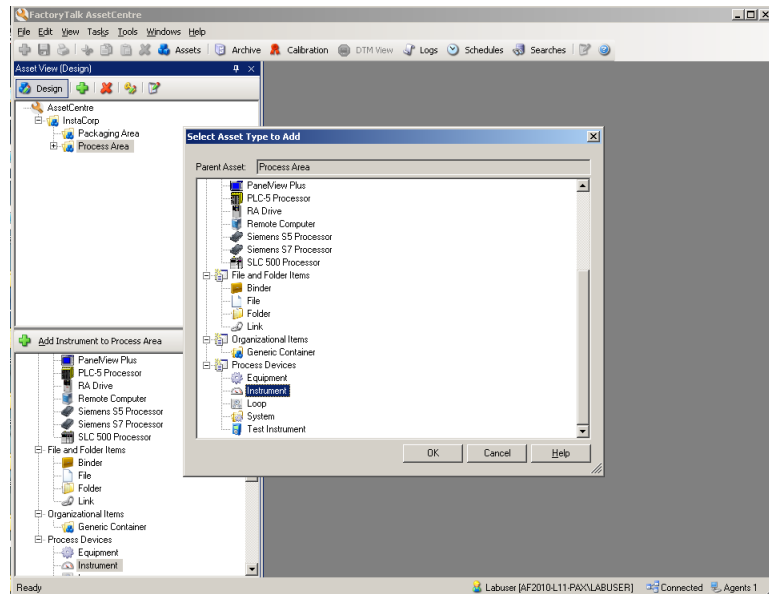 FactoryTalk AssetCentre
File Edit View Tasks Tools Windows Help
Assets Archive Calibration DTM View Logs Schedules Searches
Asset View (Design)
Design
AssetCentre
InstaCorp
Packaging Area
Process Area
Select Asset Type to Add
Parent Asset: Process Area
PanelView Plus
PLC-5 Processor
RA Drive
Remote Computer
Siemens S5 Processor
Siemens S7 Processor
SLC 500 Processor
File and Folder Items
Binder
File
Folder
Link
Organizational Items
Generic Container
Process Devices
Equipment
Instrument
Loop
System
Test Instrument
OK Cancel Help
Add Instrument to Process Area
PanelView Plus
PLC-5 Processor
RA Drive
Remote Computer
Siemens S5 Processor
Siemens S7 Processor
SLC 500 Processor
File and Folder Items
Binder
File
Folder
Link
Organizational Items
Generic Container
Process Devices
Equipment
Instrument
Ready Labuser [AF2010-L11-PAX\LABUSER] Connected Agents 1